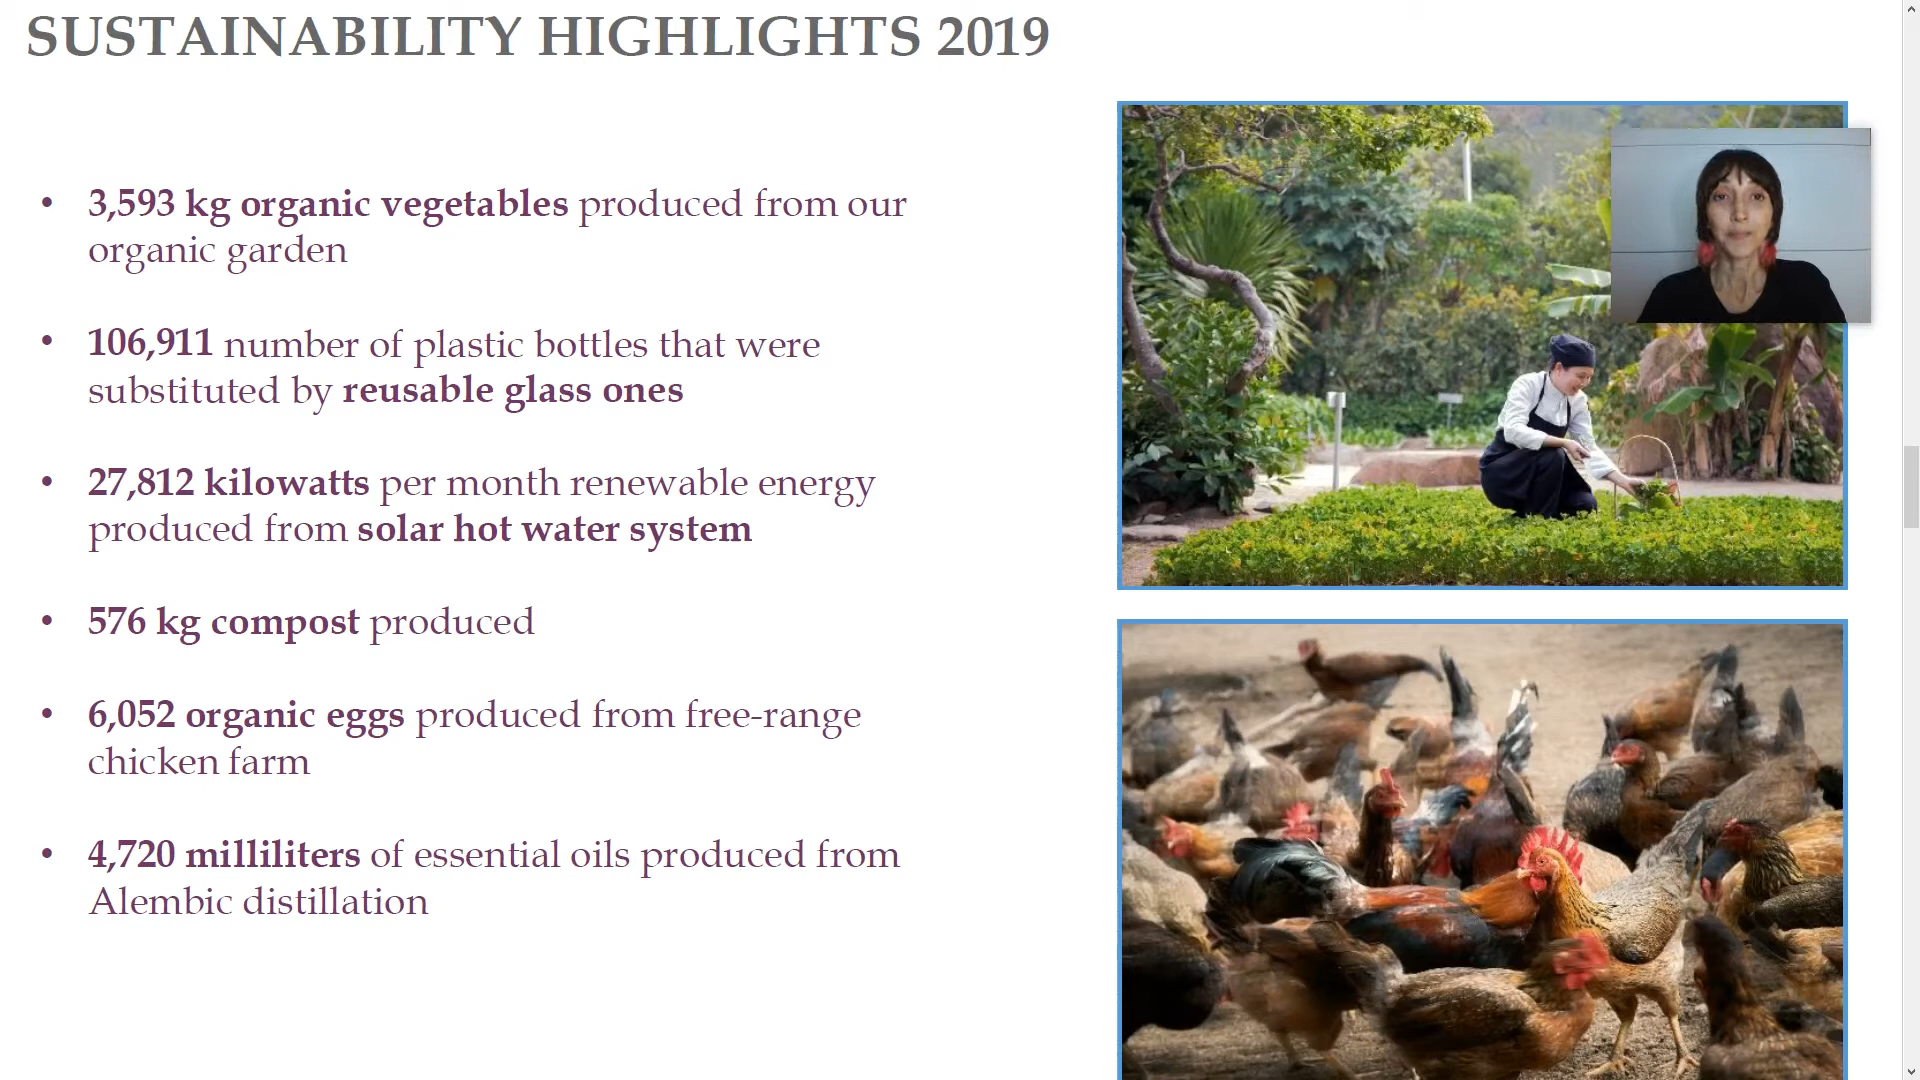 SUSTAINABILITY HIGHLIGHTS 2019
• 3,593 kg organic vegetables produced from our
organic garden
• 106,911 number of plastic bottles that were
substituted by reusable glass ones
• 27,812 kilowatts per month renewable energy
produced from solar hot water system
• 576 kg compost produced
• 6,052 organic eggs produced from free-range
chicken farm
• 4,720 milliliters of essential oils produced from
Alembic distillation